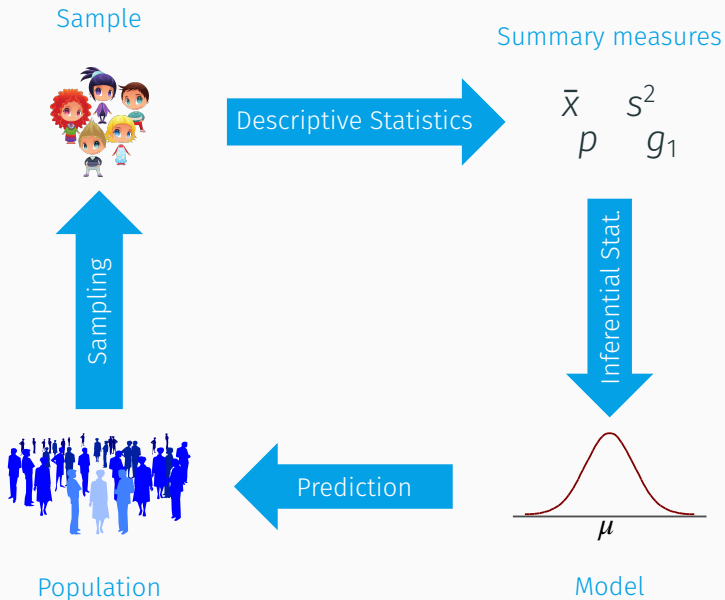 Sample
Summary measures
x̄ s²
p g₁
Descriptive Statistics
Sampling
Inferential Stat.
Prediction
μ
Population
Model